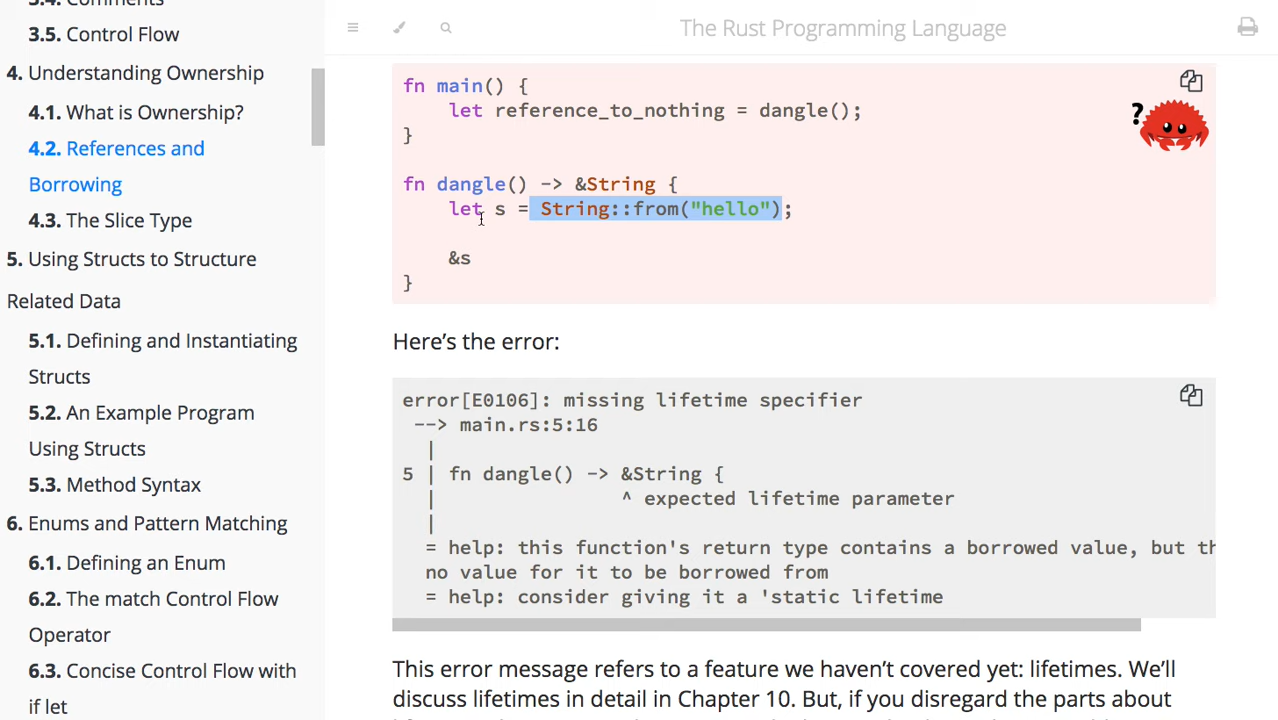 3.4. Comments
3.5. Control Flow
4. Understanding Ownership
4.1. What is Ownership?
4.2. References and
Borrowing
4.3. The Slice Type
5. Using Structs to Structure
Related Data
5.1. Defining and Instantiating
Structs
5.2. An Example Program
Using Structs
5.3. Method Syntax
6. Enums and Pattern Matching
6.1. Defining an Enum
6.2. The match Control Flow
Operator
6.3. Concise Control Flow with
if let
The Rust Programming Language
fn main() {
    let reference_to_nothing = dangle();
}
fn dangle() -> &String {
    let s = String::from("hello");
    &s
}
?
Here’s the error:
error[E0106]: missing lifetime specifier
 --> main.rs:5:16
  |
5 | fn dangle() -> &String {
  |                ^ expected lifetime parameter
  |
  = help: this function's return type contains a borrowed value, but th
  no value for it to be borrowed from
  = help: consider giving it a 'static lifetime
This error message refers to a feature we haven’t covered yet: lifetimes. We’ll
discuss lifetimes in detail in Chapter 10. But, if you disregard the parts about